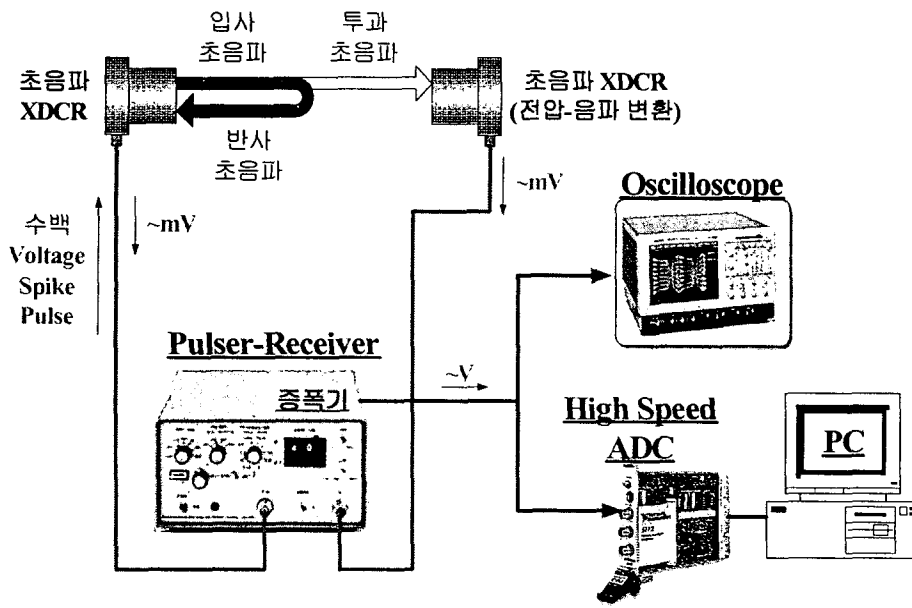 입사
초음파
투과
초음파
초음파
XDCR
초음파 XDCR
(전압-음파 변환)
반사
초음파
~mV
~mV
수백
Voltage
Spike
Pulse
Oscilloscope
Pulser-Receiver
증폭기
~V
High Speed
ADC
PC